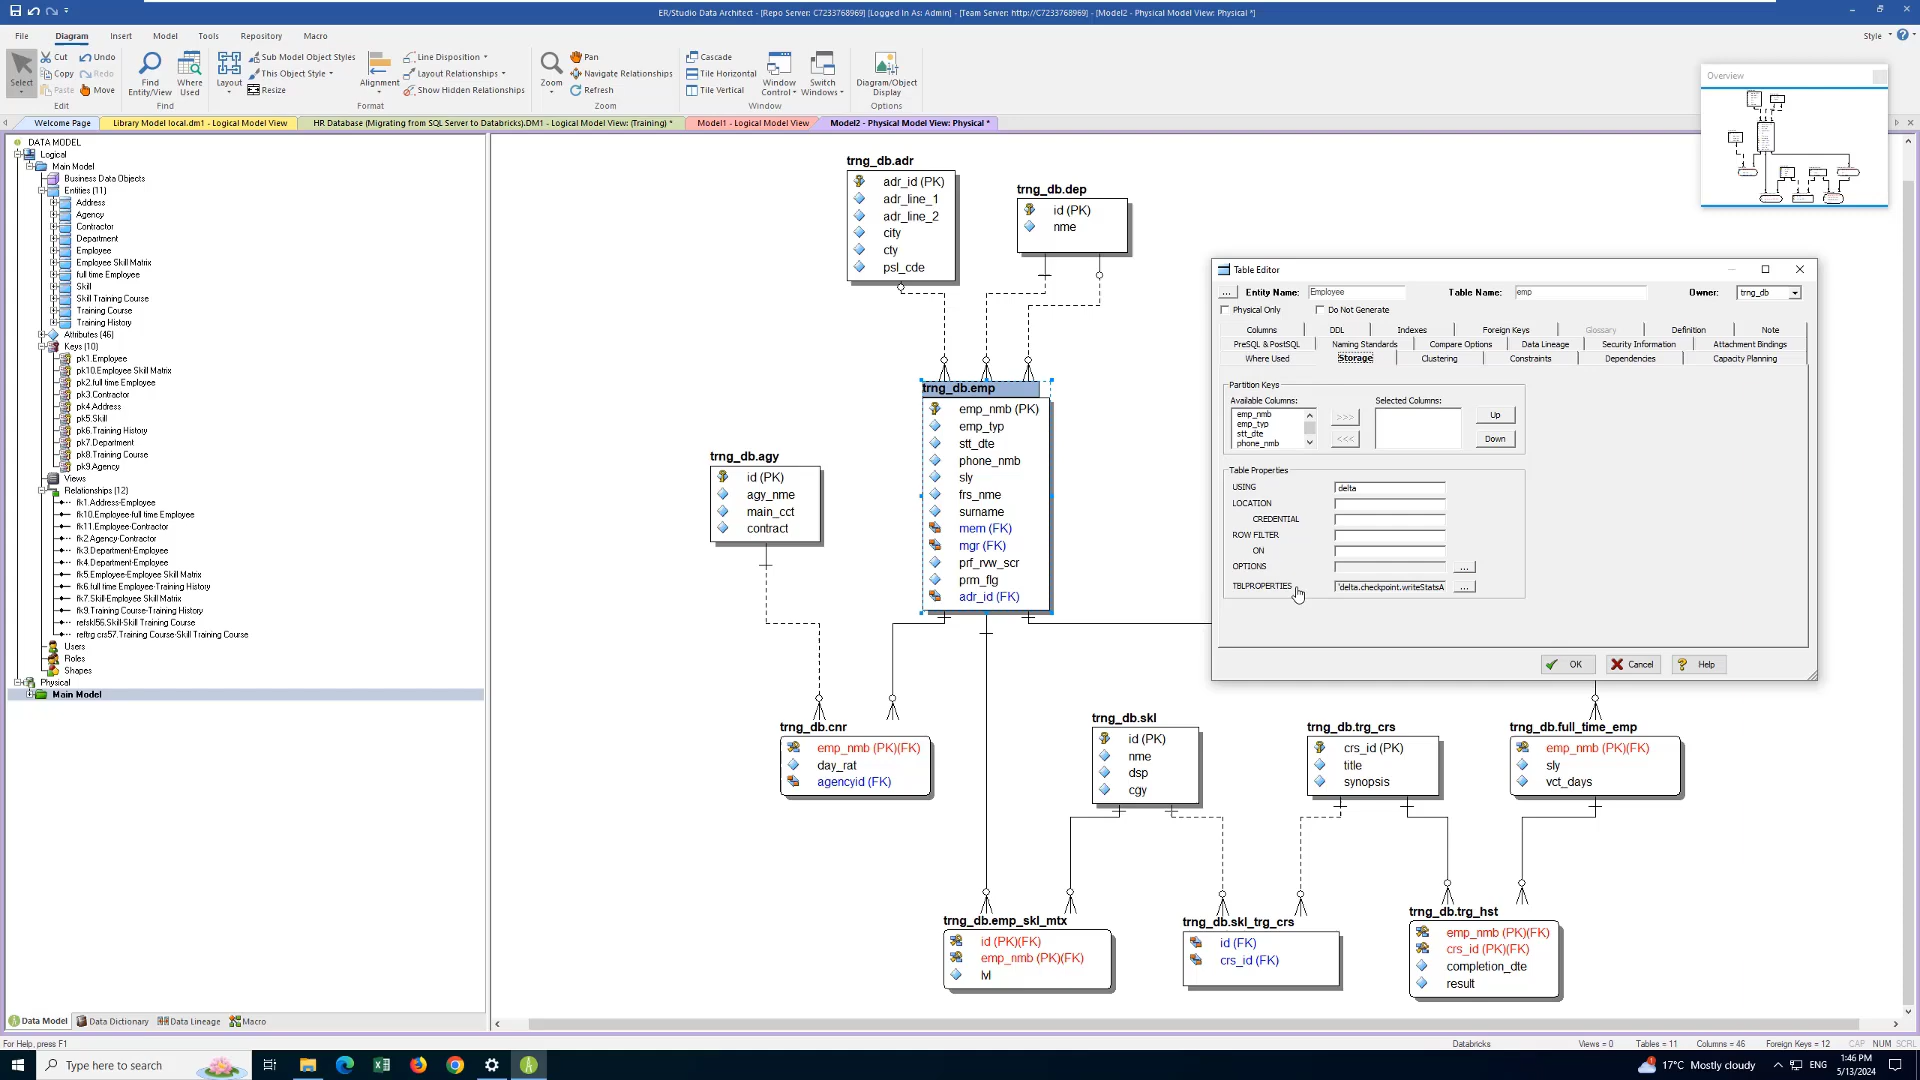 ER/Studio Data Architect - [Repo Server: C7233768969] [Logged In As: Admin] - [Team Server: http://C7233768969] - [Model2 - Physical Model View: Physical *]
File Diagram Insert Model Tools Repository Macro Style
Select Cut Copy Paste Undo Redo Move Edit
Find Entity/View Where Used Find
Layout Sub Model Object Styles This Object Style Resize Alignment Line Disposition Layout Relationships Show Hidden Relationships Format
Zoom Pan Navigate Relationships Refresh Zoom
Cascade Tile Horizontal Tile Vertical Window Control Switch Windows Window
Diagram/Object Display Options
Overview
Welcome Page
Library Model local.dm1 - Logical Model View
HR Database (Migrating from SQL Server to Databricks).DM1 - Logical Model View: (Training) *
Model1 - Logical Model View
Model2 - Physical Model View: Physical *
DATA MODEL
Logical
Main Model
Business Data Objects
Entities (11)
Address
Agency
Contractor
Department
Employee
Employee Skill Matrix
full time Employee
Skill
Skill Training Course
Training Course
Training History
Attributes (46)
Keys (10)
pk1.Employee
pk10.Employee Skill Matrix
pk2.full time Employee
pk3.Contractor
pk4.Address
pk5.Skill
pk6.Training History
pk7.Department
pk8.Training Course
pk9.Agency
Views
Relationships (12)
fk1.Address-Employee
fk10.Employee-full time Employee
fk11.Employee-Contractor
fk2.Agency-Contractor
fk3.Department-Employee
fk4.Department-Employee
fk5.Employee-Employee Skill Matrix
fk6.full time Employee-Training History
fk7.Skill-Employee Skill Matrix
fk9.Training Course-Training History
refskl56.Skill-Skill Training Course
reftrg crs57.Training Course-Skill Training Course
Users
Roles
Shapes
Physical
Main Model
Data Model Data Dictionary Data Lineage Macro
trng_db.adr
adr_id (PK)
adr_line_1
adr_line_2
city
cty
psl_cde
trng_db.dep
id (PK)
nme
trng_db.emp
emp_nmb (PK)
emp_typ
stt_dte
phone_nmb
sly
frs_nme
surname
mem (FK)
mgr (FK)
prf_rvw_scr
prm_flg
adr_id (FK)
trng_db.agy
id (PK)
agy_nme
main_cct
contract
trng_db.cnr
emp_nmb (PK)(FK)
day_rat
agencyid (FK)
trng_db.skl
id (PK)
nme
dsp
cgy
trng_db.trg_crs
crs_id (PK)
title
synopsis
trng_db.full_time_emp
emp_nmb (PK)(FK)
sly
vct_days
trng_db.emp_skl_mtx
id (PK)(FK)
emp_nmb (PK)(FK)
lvl
trng_db.skl_trg_crs
id (FK)
crs_id (FK)
trng_db.trg_hst
emp_nmb (PK)(FK)
crs_id (PK)(FK)
completion_dte
result
Table Editor
... Entity Name: Employee Table Name: emp Owner: trng_db
Physical Only Do Not Generate
Columns DDL Indexes Foreign Keys Glossary Definition Note
PreSQL & PostSQL Naming Standards Compare Options Data Lineage Security Information Attachment Bindings
Where Used Storage Clustering Constraints Dependencies Capacity Planning
Partition Keys
Available Columns: Selected Columns:
emp_nmb
emp_typ
stt_dte
phone_nmb
>>>
<<<
Up
Down
Table Properties
USING delta
LOCATION
CREDENTIAL
ROW FILTER
ON
OPTIONS ...
TBLPROPERTIES 'delta.checkpoint.writeStatsA ...
OK Cancel Help
For Help, press F1 Databricks Views = 0 Tables = 11 Columns = 46 Foreign Keys = 12 CAP NUM SCRL
Type here to search
17°C Mostly cloudy ENG 1:46 PM
5/13/2024